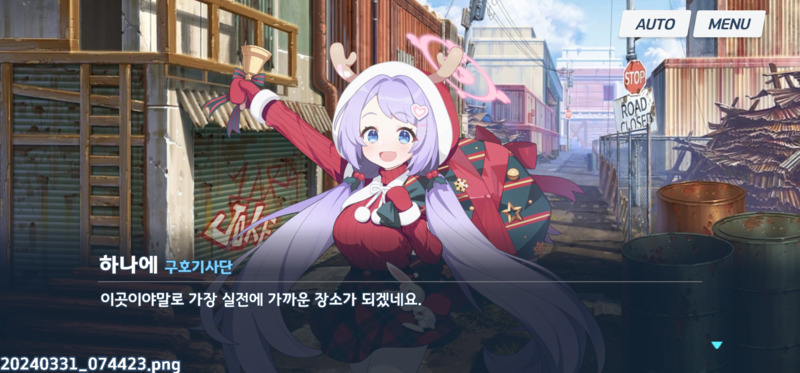 AUTO MENU
STOP
ROAD
CLOSED
하나에 구호기사단
이곳이야말로 가장 실전에 가까운 장소가 되겠네요.
20240331_074423.png